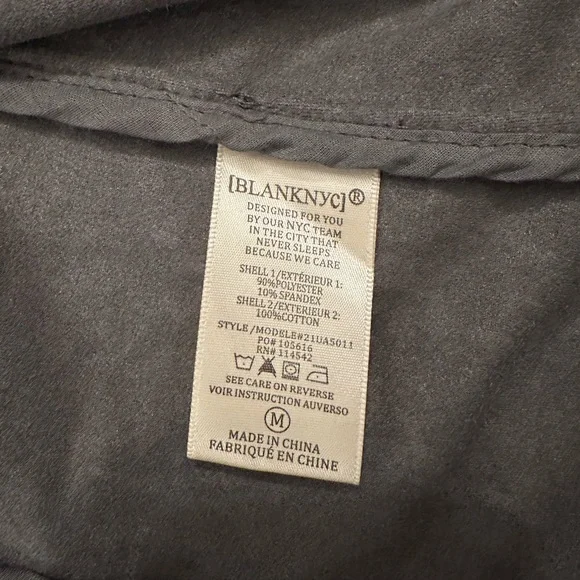 [BLANKNYC]®
DESIGNED FOR YOU
BY OUR NYC TEAM
IN THE CITY THAT
NEVER SLEEPS
BECAUSE WE CARE
SHELL 1/EXTÉRIEUR 1:
90%POLYESTER
10% SPANDEX
SHELL 2/EXTÉRIEUR 2:
100%COTTON
STYLE /MODELE#21UA5011
PO# 105616
RN# 114542
SEE CARE ON REVERSE
VOIR INSTRUCTION AUVERSO
M
MADE IN CHINA
FABRIQUÉ EN CHINE